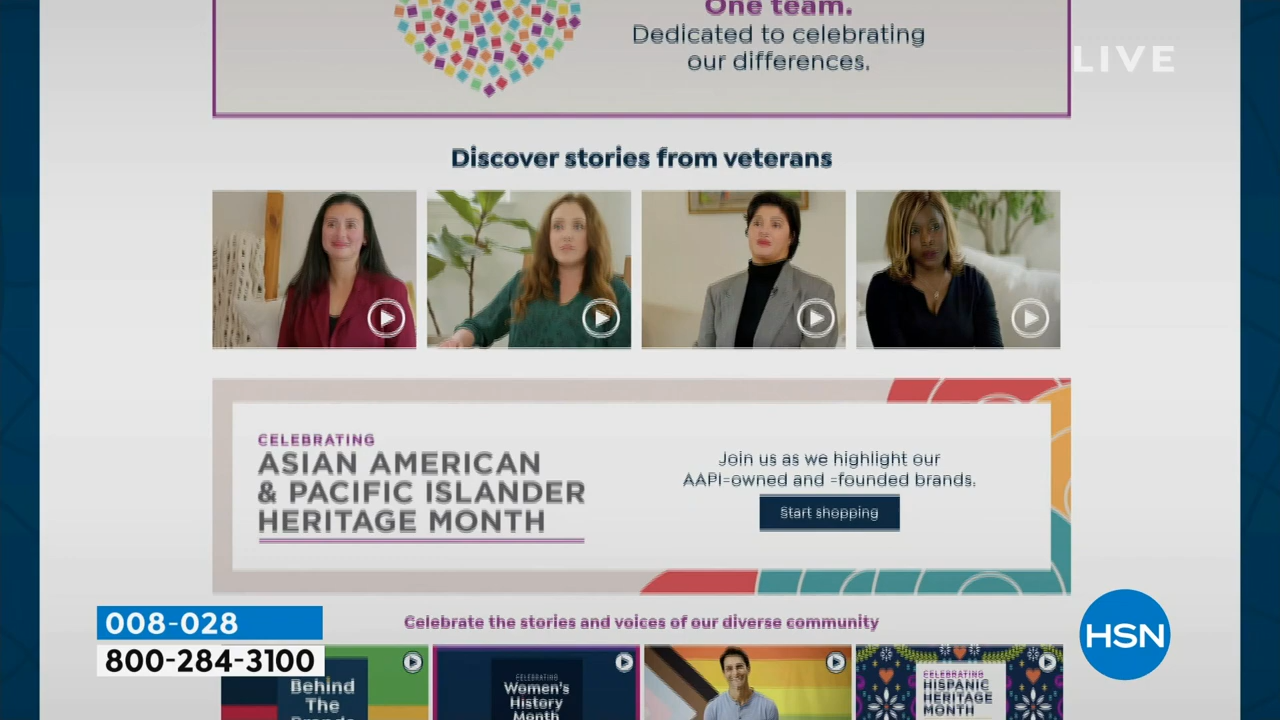 One team.
Dedicated to celebrating
our differences.
LIVE
Discover stories from veterans
CELEBRATING
ASIAN AMERICAN
& PACIFIC ISLANDER
HERITAGE MONTH
Join us as we highlight our
AAPI-owned and -founded brands.
Start shopping
008-028
800-284-3100
Celebrate the stories and voices of our diverse community
HSN
Behind
The
CELEBRATING
Women's
History
Month
CELEBRATING
HISPANIC
HERITAGE
MONTH